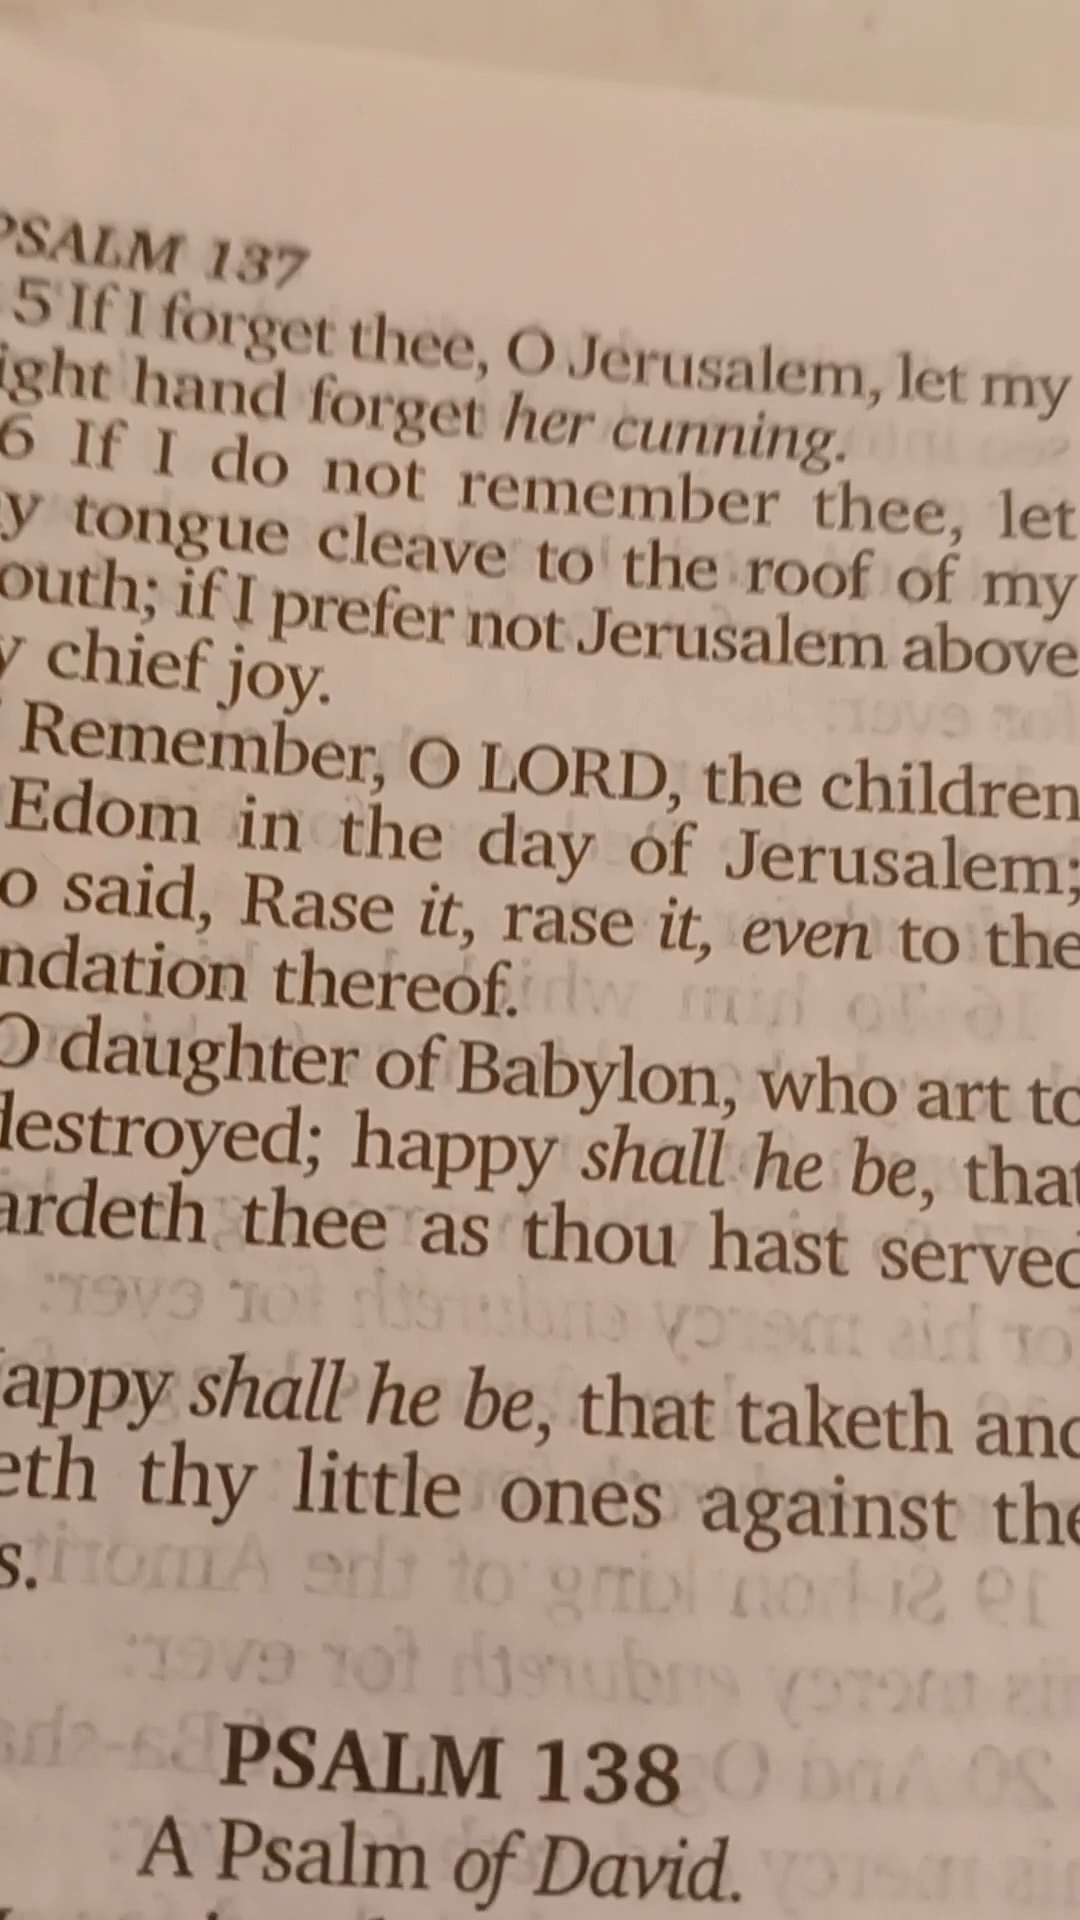 PSALM 137
5 If I forget thee, O Jerusalem, let my
ight hand forget her cunning.
6 If I do not remember thee, let
y tongue cleave to the roof of my
outh; if I prefer not Jerusalem above
y chief joy.
Remember, O LORD, the children
Edom in the day of Jerusalem;
o said, Rase it, rase it, even to the
ndation thereof.
O daughter of Babylon, who art to
destroyed; happy shall he be, that
ardeth thee as thou hast served
appy shall he be, that taketh and
eth thy little ones against the
s.
PSALM 138
A Psalm of David.